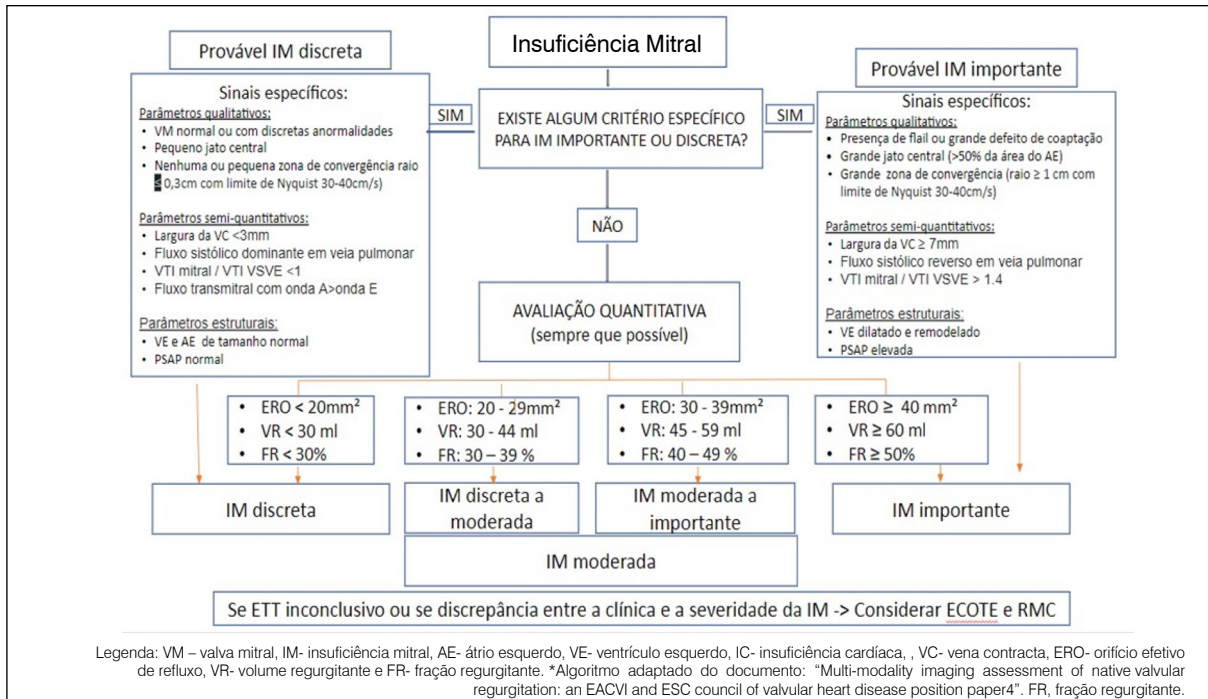 Insuficiência Mitral
Provável IM discreta
Sinais específicos:
Parâmetros qualitativos:
• VM normal ou com discretas anormalidades
• Pequeno jato central
• Nenhuma ou pequena zona de convergência raio
≤ 0,3cm com limite de Nyquist 30-40cm/s)
Parâmetros semi-quantitativos:
• Largura da VC <3mm
• Fluxo sistólico dominante em veia pulmonar
• VTI mitral / VTI VSVE <1
• Fluxo transmitral com onda A>onda E
Parâmetros estruturais:
• VE e AE de tamanho normal
• PSAP normal
SIM
EXISTE ALGUM CRITÉRIO ESPECÍFICO
PARA IM IMPORTANTE OU DISCRETA?
SIM
Provável IM importante
Sinais específicos:
Parâmetros qualitativos:
• Presença de flail ou grande defeito de coaptação
• Grande jato central (>50% da área do AE)
• Grande zona de convergência (raio ≥ 1 cm com
limite de Nyquist 30-40cm/s)
Parâmetros semi-quantitativos:
• Largura da VC ≥ 7mm
• Fluxo sistólico reverso em veia pulmonar
• VTI mitral / VTI VSVE > 1.4
Parâmetros estruturais:
• VE dilatado e remodelado
• PSAP elevada
NÃO
AVALIAÇÃO QUANTITATIVA
(sempre que possível)
• ERO < 20mm²
• VR < 30 ml
• FR < 30%
• ERO: 20 - 29mm²
• VR: 30 - 44 ml
• FR: 30 – 39 %
• ERO: 30 - 39mm²
• VR: 45 - 59 ml
• FR: 40 – 49 %
• ERO ≥ 40 mm²
• VR ≥ 60 ml
• FR ≥ 50%
IM discreta
IM discreta a
moderada
IM moderada a
importante
IM importante
IM moderada
Se ETT inconclusivo ou se discrepância entre a clínica e a severidade da IM -> Considerar ECOTE e RMC
Legenda: VM – valva mitral, IM- insuficiência mitral, AE- átrio esquerdo, VE- ventrículo esquerdo, IC- insuficiência cardíaca, , VC- vena contracta, ERO- orifício efetivo
de refluxo, VR- volume regurgitante e FR- fração regurgitante. *Algoritmo adaptado do documento: “Multi-modality imaging assessment of native valvular
regurgitation: an EACVI and ESC council of valvular heart disease position paper4”. FR, fração regurgitante.